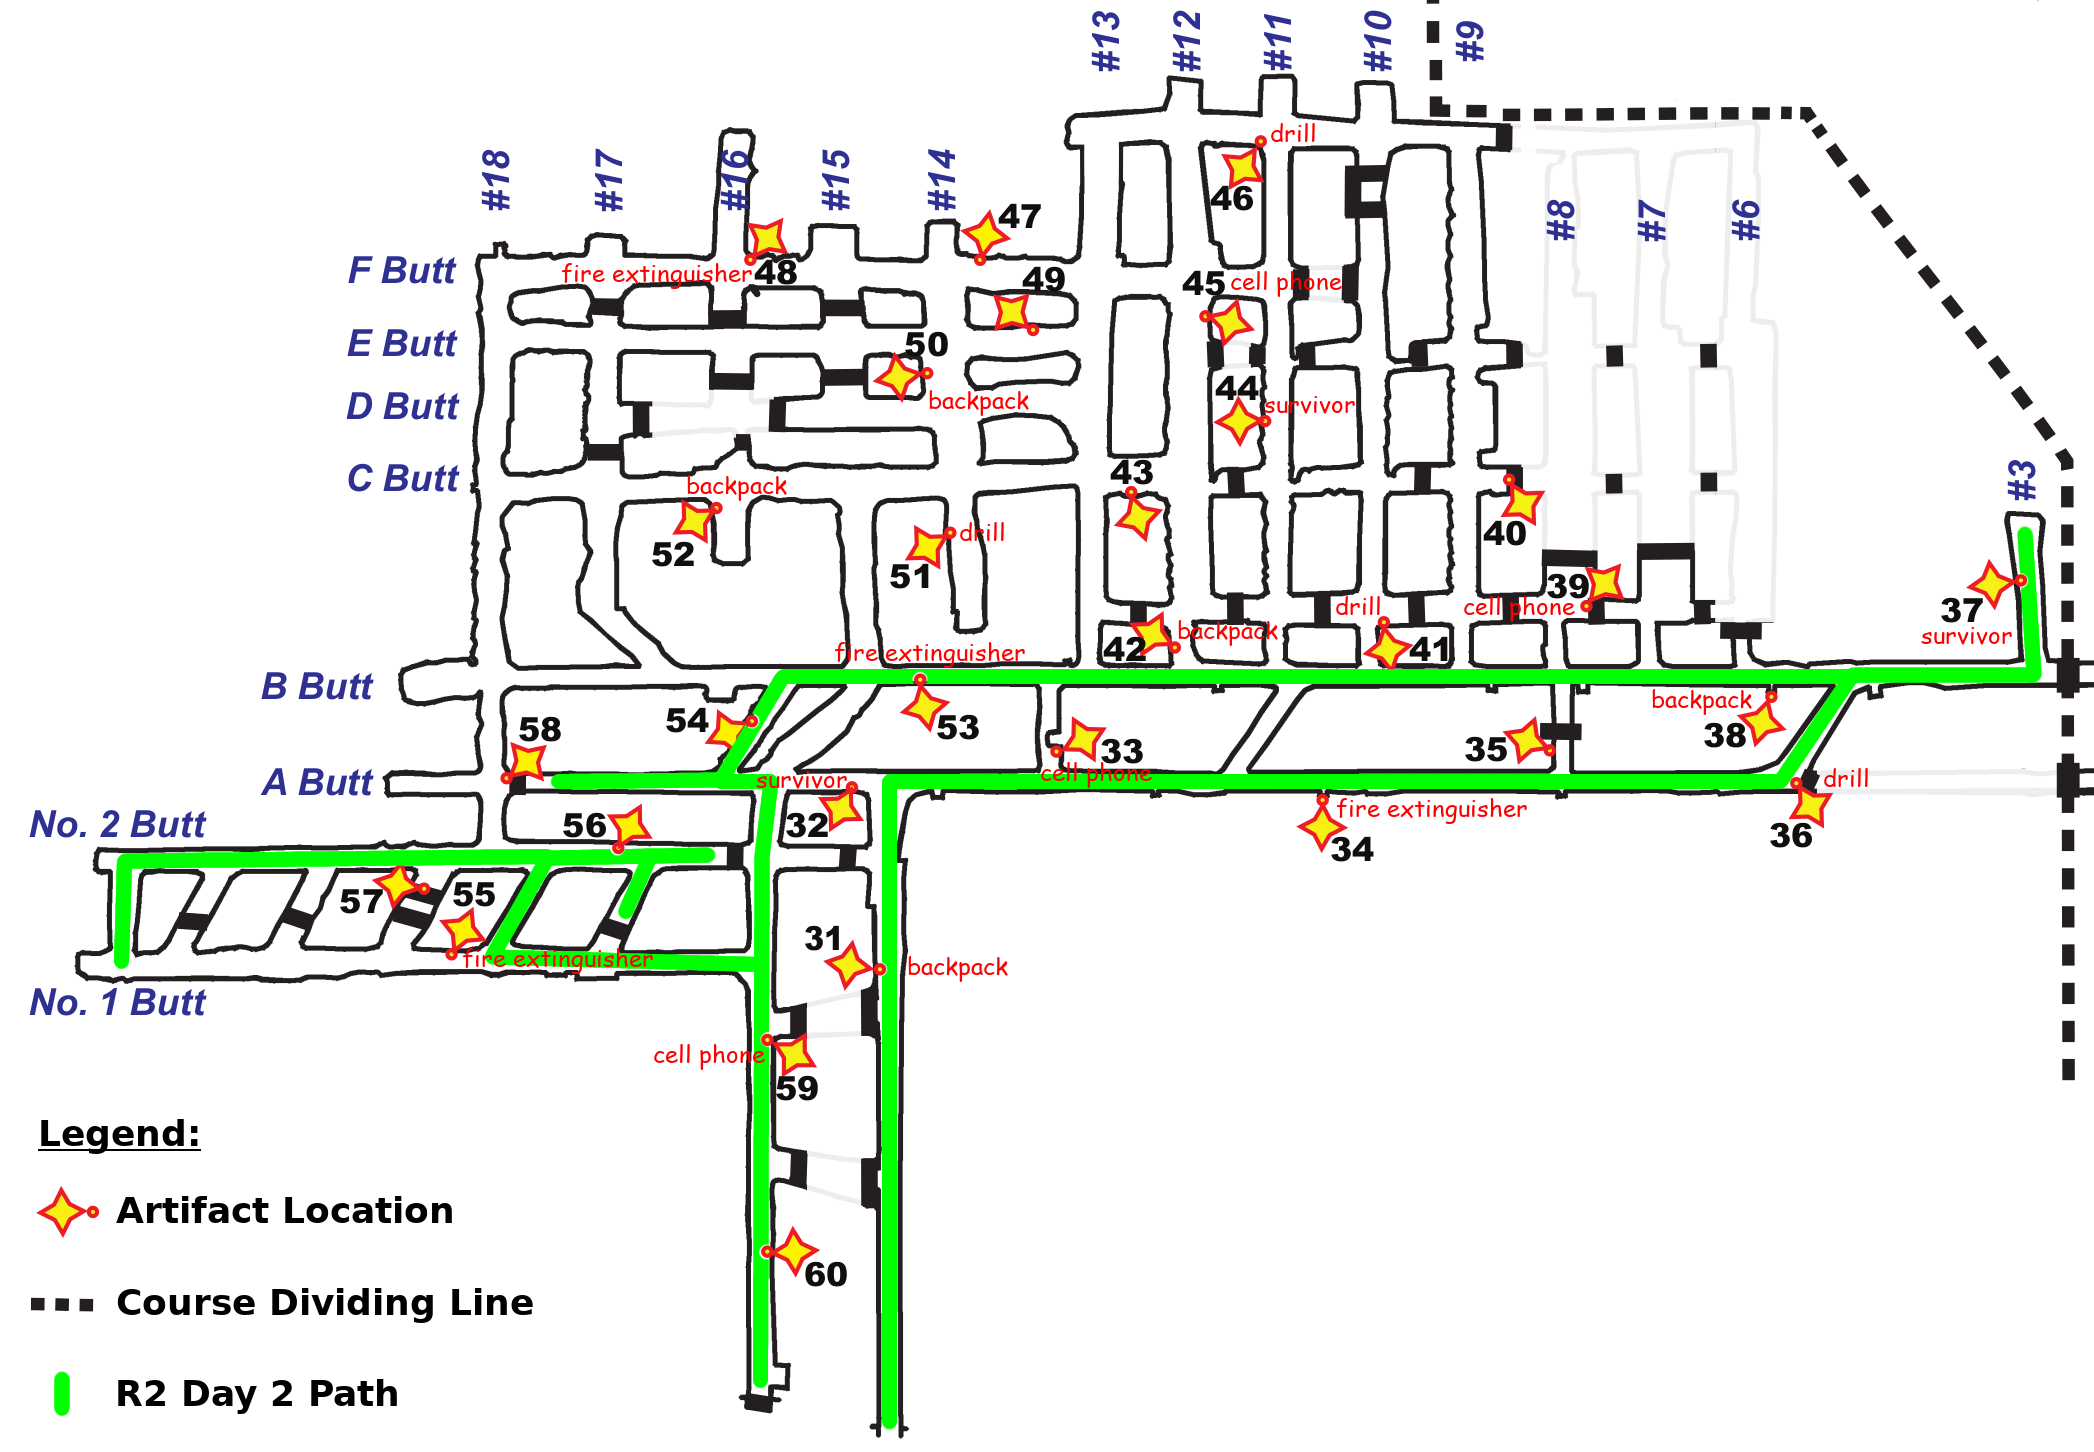 #13
#12
#11
#10
#9
drill
#18
#17
#16
#15
#14
46
#8
#7
#6
47
F Butt
fire extinguisher
48
49
45
cell phone
E Butt
50
D Butt
backpack
44
survivor
C Butt
backpack
43
#3
52
51
drill
40
39
cell phone
drill
37
survivor
fire extinguisher
42
backpack
41
B Butt
54
53
backpack
38
58
33
35
A Butt
survivor
cell phone
drill
No. 2 Butt
56
32
34
fire extinguisher
36
57
55
fire extinguisher
31
backpack
No. 1 Butt
cell phone
59
Legend:
Artifact Location
60
Course Dividing Line
R2 Day 2 Path